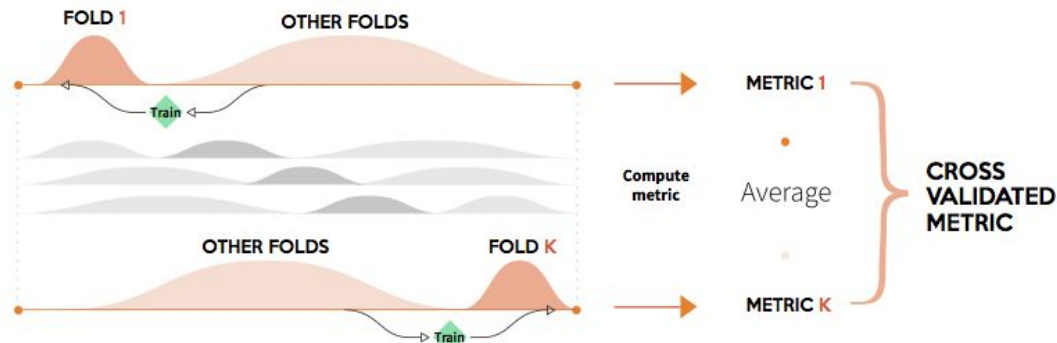 FOLD 1
OTHER FOLDS
Train
METRIC 1
Compute
metric
Average
CROSS
VALIDATED
METRIC
OTHER FOLDS
FOLD K
Train
METRIC K